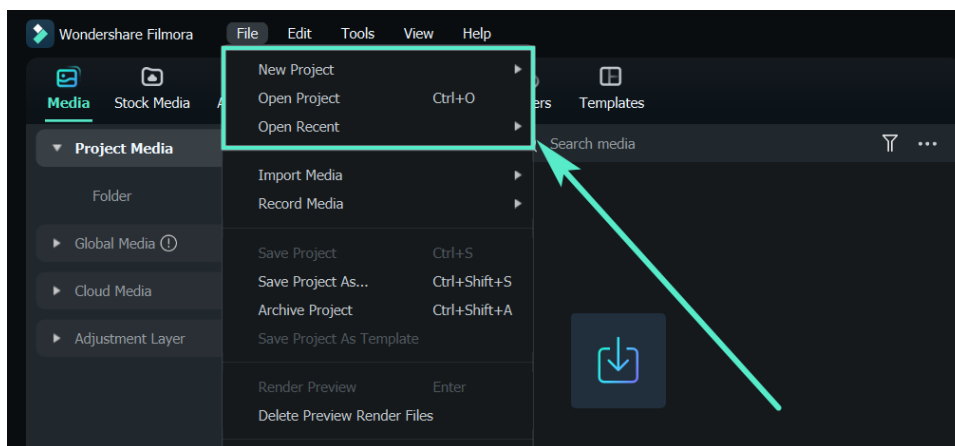 Wondershare Filmora File Edit Tools View Help
Media Stock Media Templates
New Project
Open Project Ctrl+O
Open Recent
Project Media
Search media
Folder
Import Media
Record Media
Global Media
Save Project Ctrl+S
Save Project As... Ctrl+Shift+S
Cloud Media
Archive Project Ctrl+Shift+A
Adjustment Layer
Save Project As Template
Render Preview Enter
Delete Preview Render Files